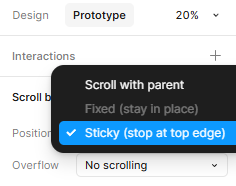 Design Prototype 20%
Interactions
Scroll with parent
Scroll b
Fixed (stay in place)
Position
Sticky (stop at top edge)
Overflow No scrolling